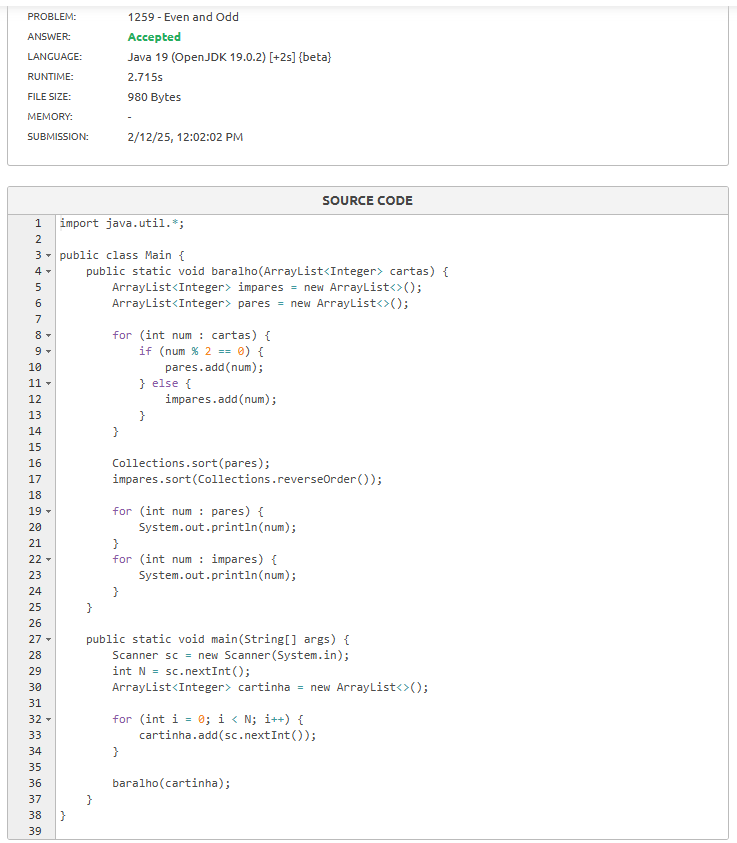 PROBLEM: 1259 - Even and Odd
ANSWER: Accepted
LANGUAGE: Java 19 (OpenJDK 19.0.2) [+2s] {beta}
RUNTIME: 2.715s
FILE SIZE: 980 Bytes
MEMORY: -
SUBMISSION: 2/12/25, 12:02:02 PM
SOURCE CODE
1 import java.util.*;
2
3 public class Main {
4     public static void baralho(ArrayList<Integer> cartas) {
5         ArrayList<Integer> impares = new ArrayList<>();
6         ArrayList<Integer> pares = new ArrayList<>();
7
8         for (int num : cartas) {
9             if (num % 2 == 0) {
10                 pares.add(num);
11             } else {
12                 impares.add(num);
13             }
14         }
15
16         Collections.sort(pares);
17         impares.sort(Collections.reverseOrder());
18
19         for (int num : pares) {
20             System.out.println(num);
21         }
22         for (int num : impares) {
23             System.out.println(num);
24         }
25     }
26
27     public static void main(String[] args) {
28         Scanner sc = new Scanner(System.in);
29         int N = sc.nextInt();
30         ArrayList<Integer> cartinha = new ArrayList<>();
31
32         for (int i = 0; i < N; i++) {
33             cartinha.add(sc.nextInt());
34         }
35
36         baralho(cartinha);
37     }
38 }
39